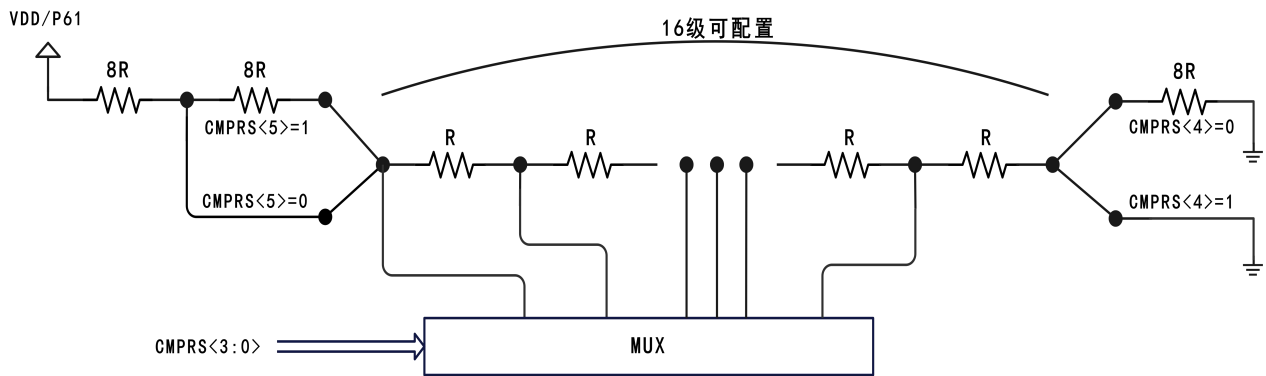 VDD/P61
16级可配置
8R
8R
8R
CMPRS<5>=1
CMPRS<4>=0
R
R
R
R
CMPRS<5>=0
CMPRS<4>=1
CMPRS<3:0>
MUX